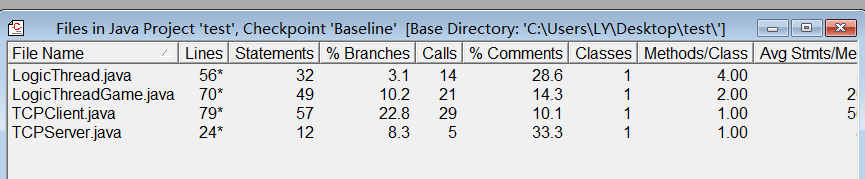 Files in Java Project 'test', Checkpoint 'Baseline'  [Base Directory: 'C:\Users\LY\Desktop\test\']
File Name Lines Statements % Branches Calls % Comments Classes Methods/Class Avg Stmts/Me
LogicThread.java 56* 32 3.1 14 28.6 1 4.00
LogicThreadGame.java 70* 49 10.2 21 14.3 1 2.00 2
TCPClient.java 79* 57 22.8 29 10.1 1 1.00 5
TCPServer.java 24* 12 8.3 5 33.3 1 1.00